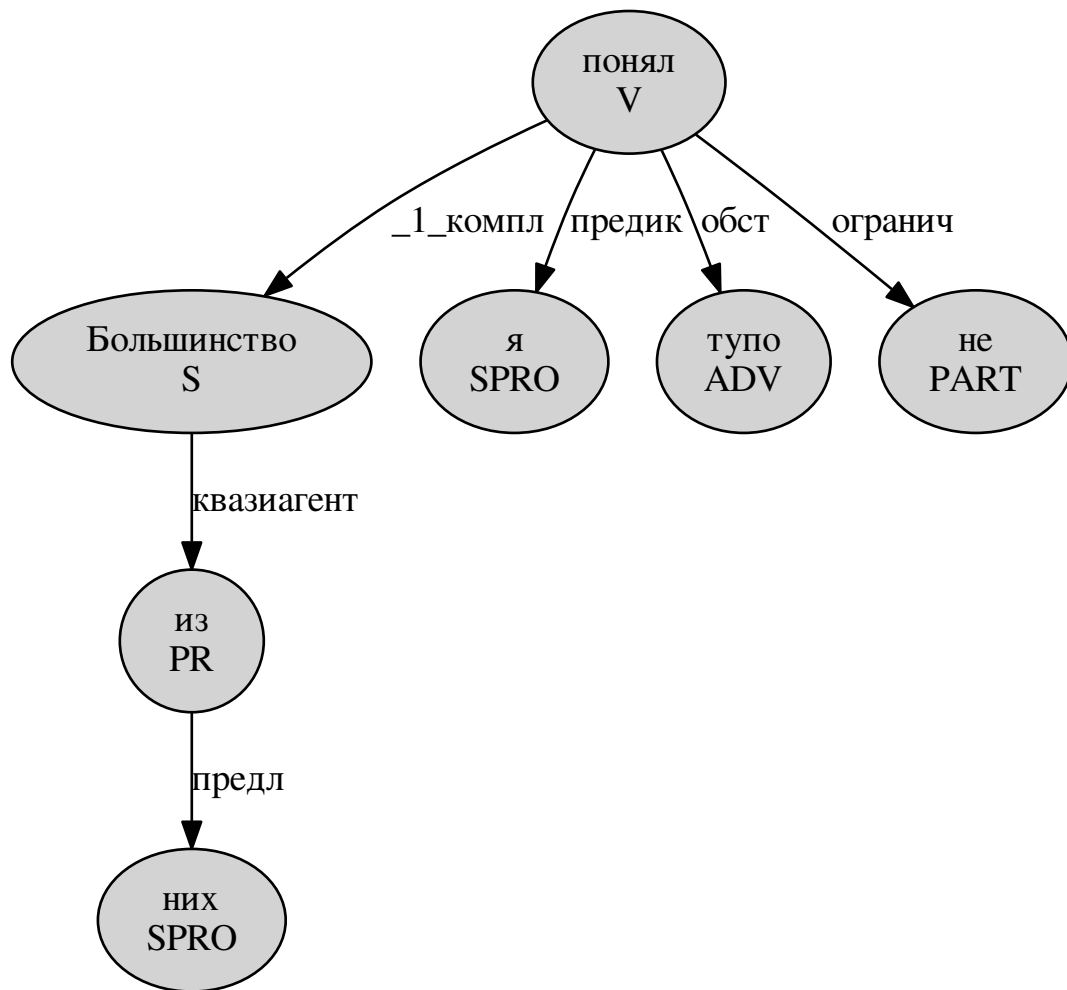 понял
V
_1_компл
предик
обст
огранич
Большинство
S
я
SPRO
тупо
ADV
не
PART
квазиагент
из
PR
предл
них
SPRO